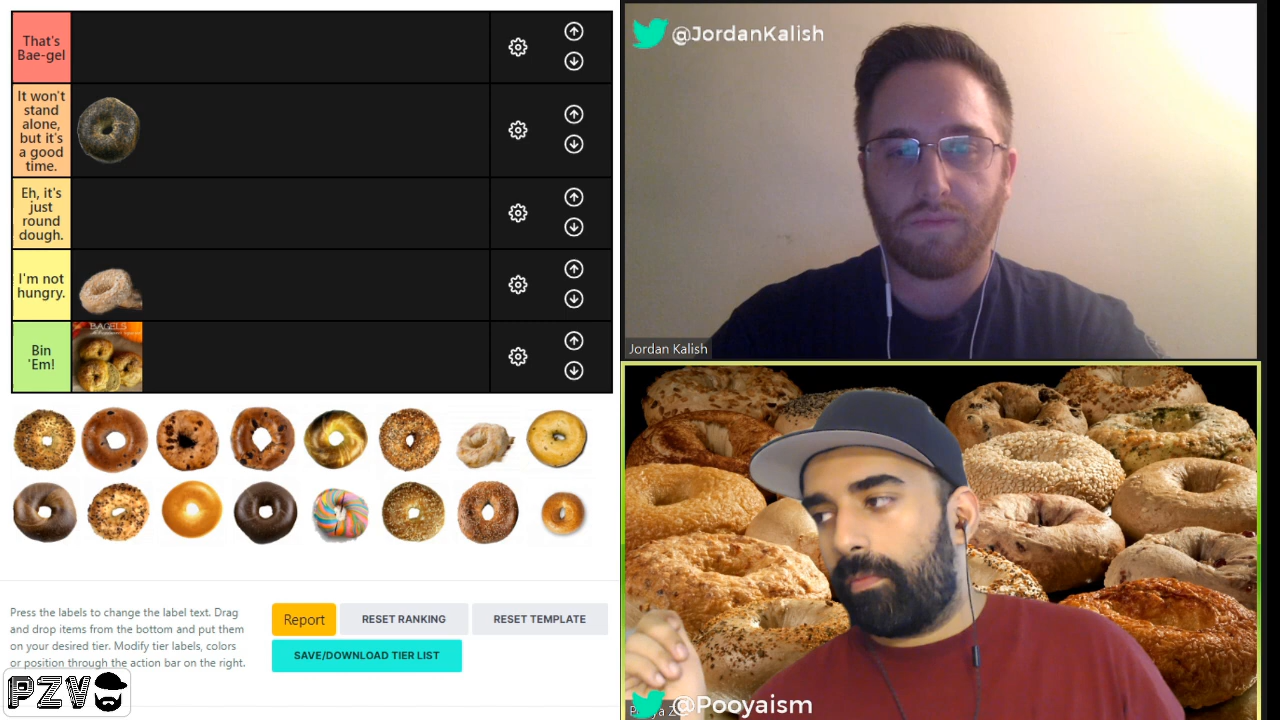 That's
Bae-gel
It won't
stand
alone,
but it's
a good
time.
Eh, it's
just
round
dough.
I'm not
hungry.
Bin
'Em!
BAGELS
Press the labels to change the label text. Drag
and drop items from the bottom and put them
on your desired tier. Modify tier labels, colors
or position through the action bar on the right.
Report
RESET RANKING
RESET TEMPLATE
SAVE/DOWNLOAD TIER LIST
PZV
@JordanKalish
Jordan Kalish
@Pooyaism